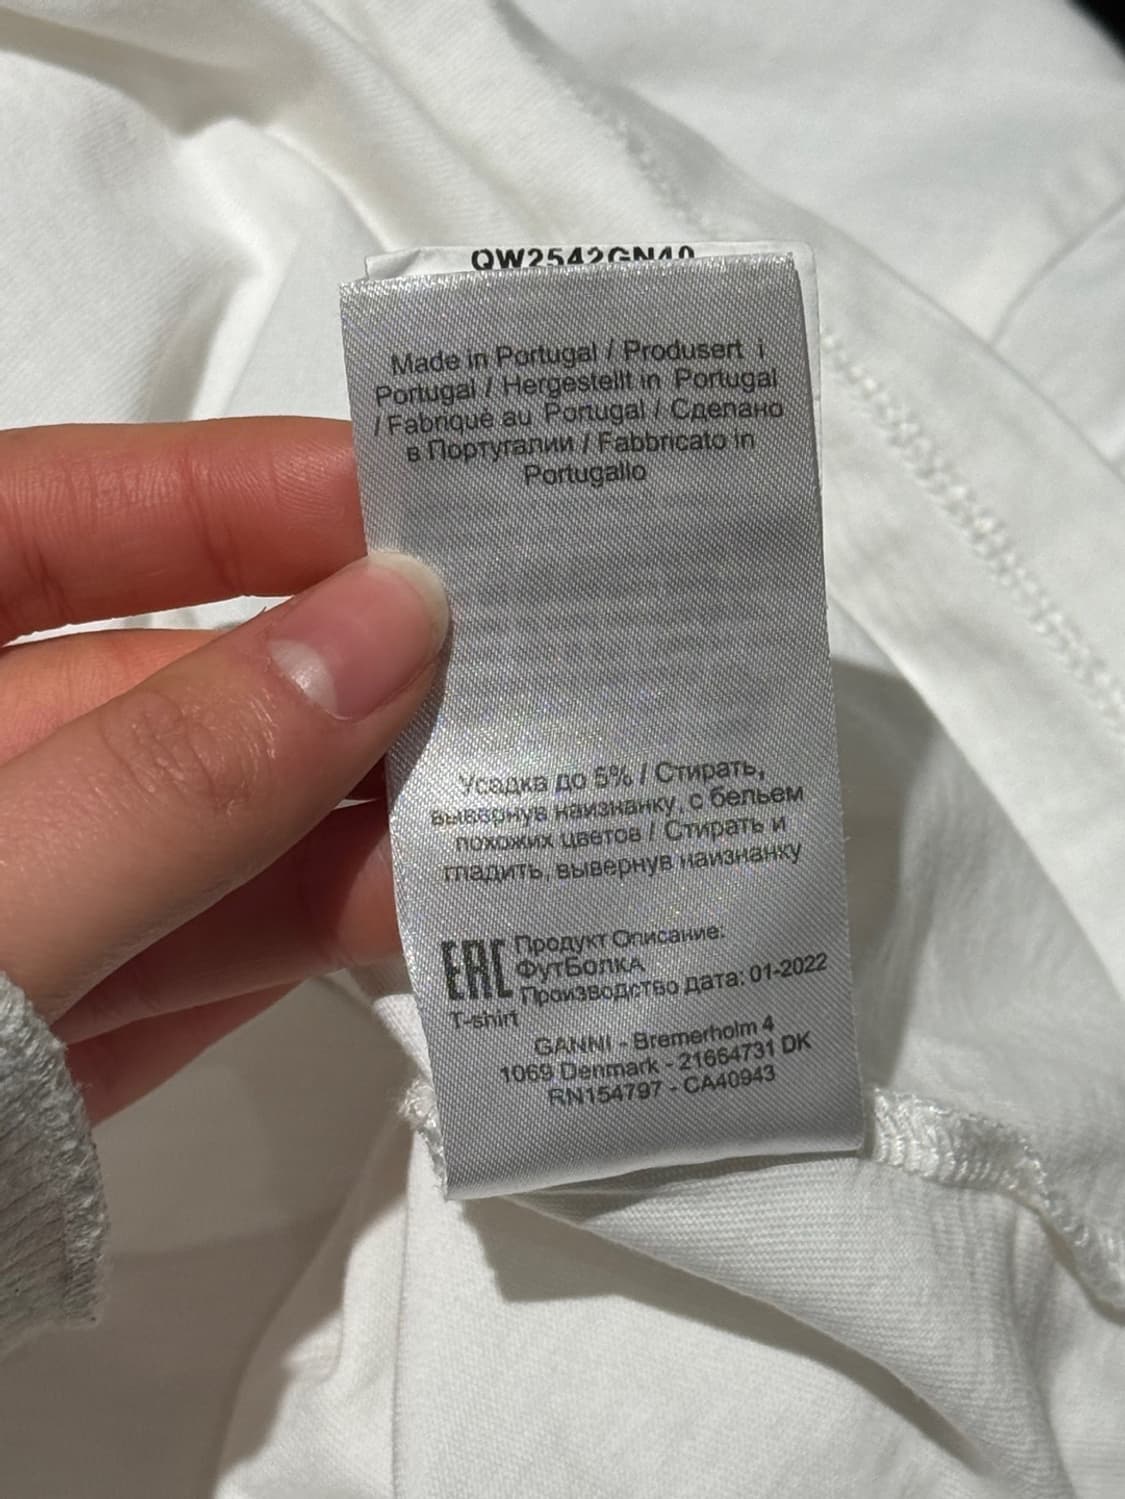 QW2542GN40
Made in Portugal / Produsert i
Portugal / Hergestellt in Portugal
/ Fabriqué au Portugal / Сделано
в Португалии / Fabbricato in
Portugallo
Усадка до 5% / Стирать,
вывернув наизнанку, с бельем
похожих цветов / Стирать и
гладить, вывернув наизнанку
EAC Продукт Описание:
ФутБолка
Производство дата: 01-2022
T-shirt
GANNI - Bremerholm 4
1069 Denmark - 21664731 DK
RN154797 - CA40943